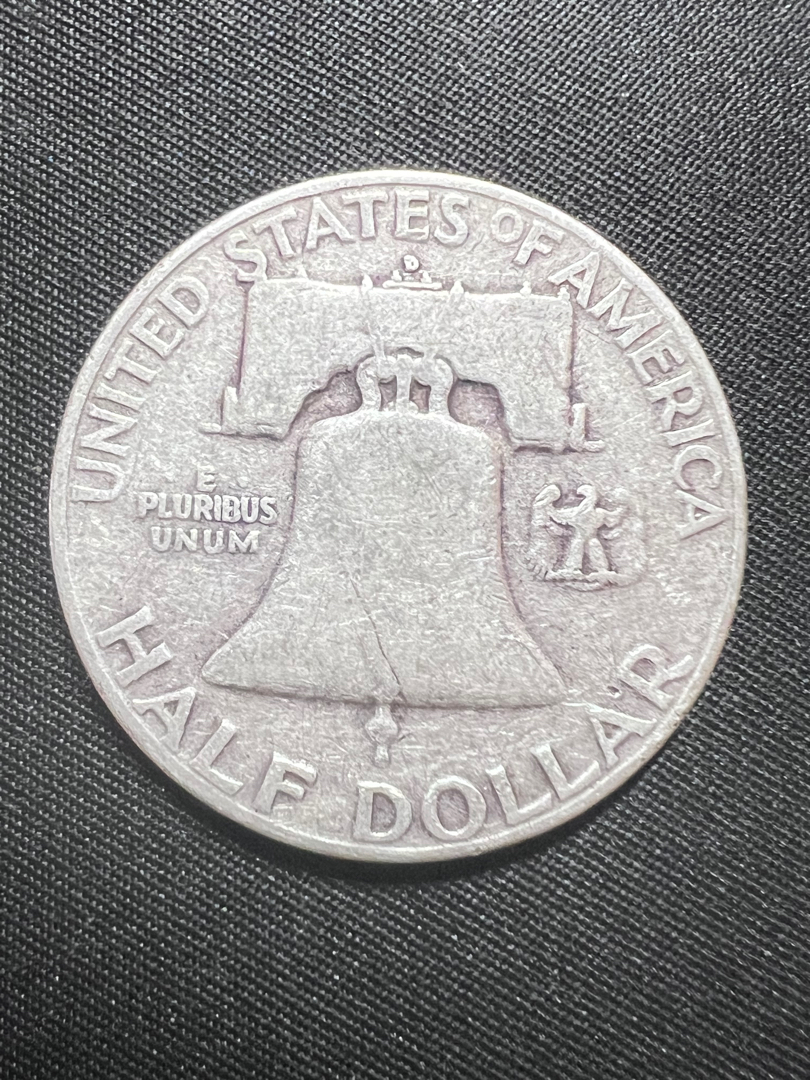 UNITED STATES OF AMERICA
D
E
PLURIBUS
UNUM
HALF DOLLAR